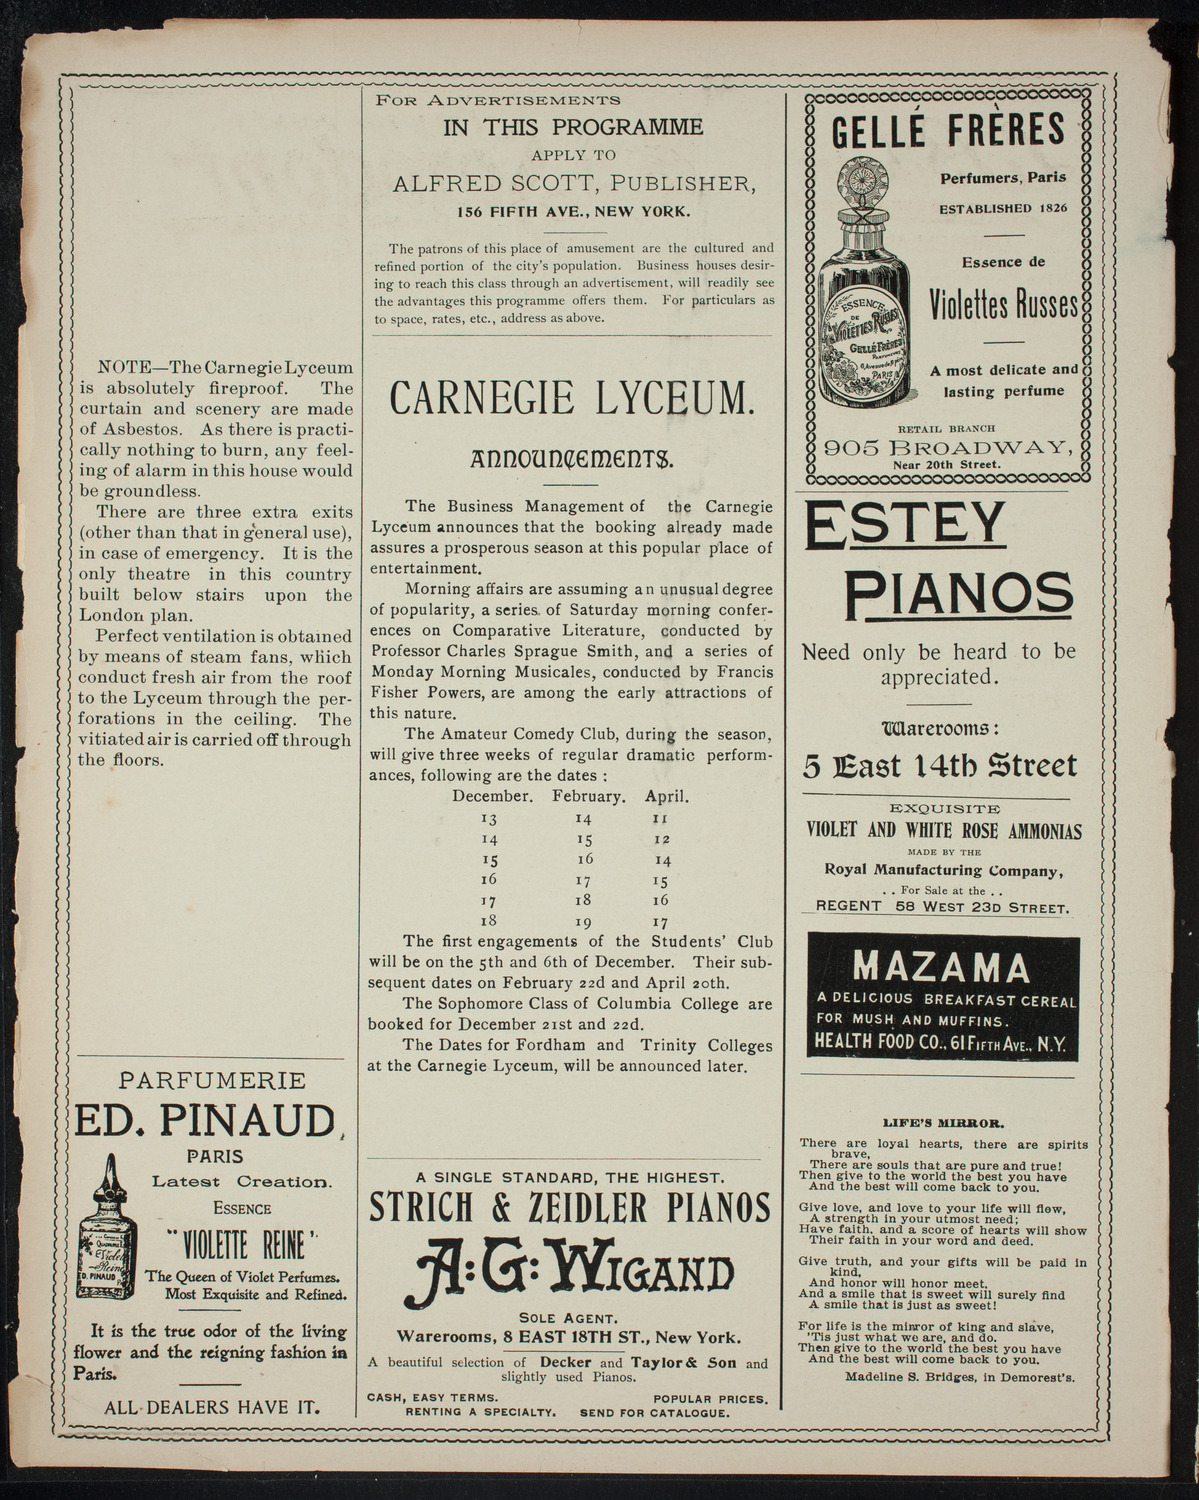 NOTE—The Carnegie Lyceum
is absolutely fireproof. The
curtain and scenery are made
of Asbestos. As there is practi-
cally nothing to burn, any feel-
ing of alarm in this house would
be groundless.
There are three extra exits
(other than that in general use),
in case of emergency. It is the
only theatre in this country
built below stairs upon the
London plan.
Perfect ventilation is obtained
by means of steam fans, which
conduct fresh air from the roof
to the Lyceum through the per-
forations in the ceiling. The
vitiated air is carried off through
the floors.
PARFUMERIE
ED. PINAUD,
PARIS
Latest Creation.
ESSENCE
"VIOLETTE REINE"
The Queen of Violet Perfumes.
Most Exquisite and Refined.
Violette
Reine
ED. PINAUD
It is the true odor of the living
flower and the reigning fashion in
Paris.
ALL DEALERS HAVE IT.
FOR ADVERTISEMENTS
IN THIS PROGRAMME
APPLY TO
ALFRED SCOTT, PUBLISHER,
156 FIFTH AVE., NEW YORK.
The patrons of this place of amusement are the cultured and
refined portion of the city's population. Business houses desir-
ing to reach this class through an advertisement, will readily see
the advantages this programme offers them. For particulars as
to space, rates, etc., address as above.
CARNEGIE LYCEUM.
ANNOUNCEMENTS.
The Business Management of the Carnegie
Lyceum announces that the booking already made
assures a prosperous season at this popular place of
entertainment.
Morning affairs are assuming an unusual degree
of popularity, a series. of Saturday morning confer-
ences on Comparative Literature, conducted by
Professor Charles Sprague Smith, and a series of
Monday Morning Musicales, conducted by Francis
Fisher Powers, are among the early attractions of
this nature.
The Amateur Comedy Club, during the season,
will give three weeks of regular dramatic perform-
ances, following are the dates :
December. February. April.
13 14 11
14 15 12
15 16 14
16 17 15
17 18 16
18 19 17
The first engagements of the Students' Club
will be on the 5th and 6th of December. Their sub-
sequent dates on February 22d and April 20th.
The Sophomore Class of Columbia College are
booked for December 21st and 22d.
The Dates for Fordham and Trinity Colleges
at the Carnegie Lyceum, will be announced later.
A SINGLE STANDARD, THE HIGHEST.
STRICH & ZEIDLER PIANOS
A:G:WIGAND
SOLE AGENT.
Warerooms, 8 EAST 18TH ST., New York.
A beautiful selection of Decker and Taylor & Son and
slightly used Pianos.
CASH, EASY TERMS. POPULAR PRICES.
RENTING A SPECIALTY. SEND FOR CATALOGUE.
GELLÉ FRÈRES
Perfumers, Paris
ESTABLISHED 1826
Essence de
Violettes Russes
A most delicate and
lasting perfume
ESSENCE
DE
VIOLETTES RUSSES
GELLÉ FRÈRES
PARIS
RETAIL BRANCH
905 BROADWAY,
Near 20th Street.
ESTEY
PIANOS
Need only be heard to be
appreciated.
Warerooms:
5 East 14th Street
EXQUISITE
VIOLET AND WHITE ROSE AMMONIAS
MADE BY THE
Royal Manufacturing Company,
. . For Sale at the . .
REGENT 58 WEST 23D STREET.
MAZAMA
A DELICIOUS BREAKFAST CEREAL
FOR MUSH AND MUFFINS.
HEALTH FOOD CO., 61 FIFTH AVE., N.Y.
LIFE'S MIRROR.
There are loyal hearts, there are spirits
brave,
There are souls that are pure and true!
Then give to the world the best you have
And the best will come back to you.
Give love, and love to your life will flow,
A strength in your utmost need;
Have faith, and a score of hearts will show
Their faith in your word and deed.
Give truth, and your gifts will be paid in
kind,
And honor will honor meet,
And a smile that is sweet will surely find
A smile that is just as sweet!
For life is the mirror of king and slave,
'Tis just what we are, and do.
Then give to the world the best you have
And the best will come back to you.
Madeline S. Bridges, in Demorest's.